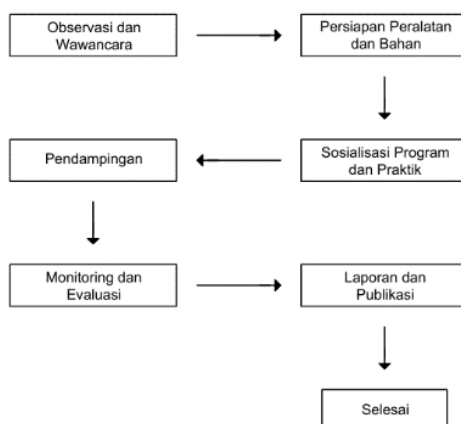 Observasi dan
Wawancara
Persiapan Peralatan
dan Bahan
Sosialisasi Program
dan Praktik
Pendampingan
Monitoring dan
Evaluasi
Laporan dan
Publikasi
Selesai